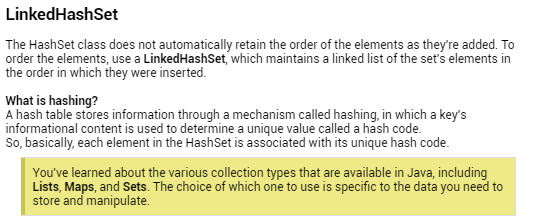 LinkedHashSet
The HashSet class does not automatically retain the order of the elements as they're added. To
order the elements, use a LinkedHashSet, which maintains a linked list of the set's elements in
the order in which they were inserted.
What is hashing?
A hash table stores information through a mechanism called hashing, in which a key's
informational content is used to determine a unique value called a hash code.
So, basically, each element in the HashSet is associated with its unique hash code.
You've learned about the various collection types that are available in Java, including
Lists, Maps, and Sets. The choice of which one to use is specific to the data you need to
store and manipulate.